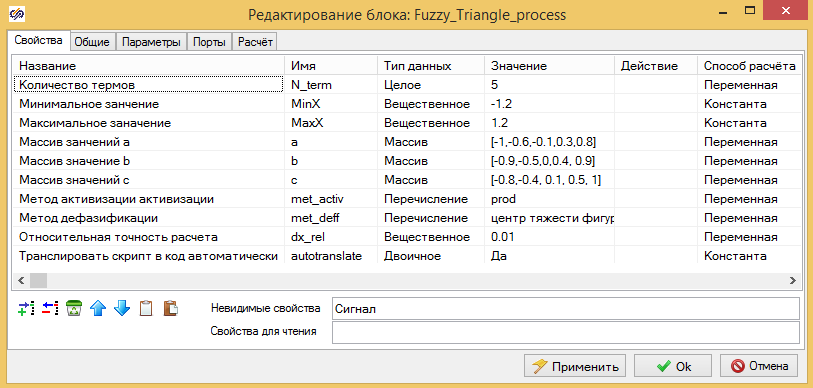 Редактирование блока: Fuzzy_Triangle_process
Свойства Общие Параметры Порты Расчёт
Название Имя Тип данных Значение Действие Способ расчёта
Количество термов N_term Целое 5 Переменная
Минимальное занчение MinX Вещественное -1.2 Константа
Максимальное заначение MaxX Вещественное 1.2 Константа
Массив занчений a a Массив [-1,-0.6,-0.1,0.3,0.8] Переменная
Массив значение b b Массив [-0.9,-0.5,0,0.4, 0.9] Переменная
Массив значений c c Массив [-0.8,-0.4, 0.1, 0.5, 1] Переменная
Метод активизации активизации met_activ Перечисление prod Переменная
Метод дефазификации met_deff Перечисление центр тяжести фигур Переменная
Относительная точность расчета dx_rel Вещественное 0.01 Переменная
Транслировать скрипт в код автоматически autotranslate Двоичное Да Константа
Невидимые свойства Сигнал
Свойства для чтения
Применить Ok Отмена